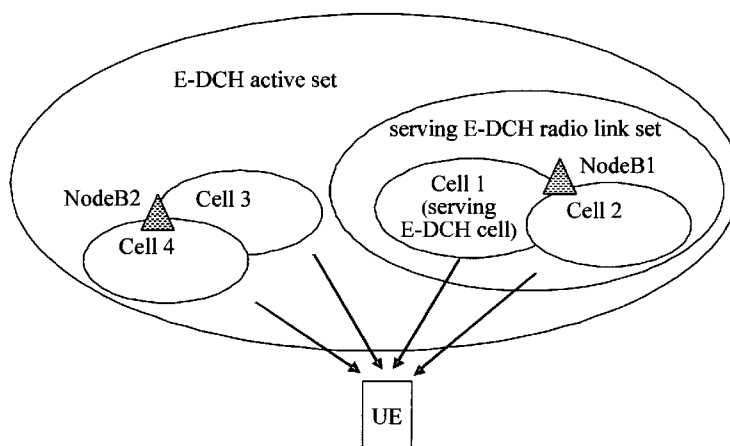 E-DCH active set
serving E-DCH radio link set
NodeB1
Cell 1
(serving
E-DCH cell)
Cell 2
NodeB2
Cell 3
Cell 4
UE